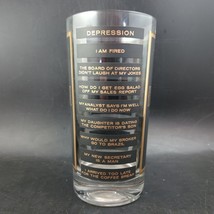 DEPRESSION
I AM FIRED
THE BOARD OF DIRECTORS
DIDN'T LAUGH AT MY JOKES
HOW DO I GET EGG SALAD
OFF MY SALES REPORT
MY ANALYST SAYS I'M WELL
WHAT DO I DO NOW
MY DAUGHTER IS DATING
THE COMPETITOR'S SON
WHY WOULD MY BROKER
GO TO BRAZIL
MY NEW SECRETARY
IS A MAN
I ARRIVED TOO LATE
FOR THE COFFEE BREAK